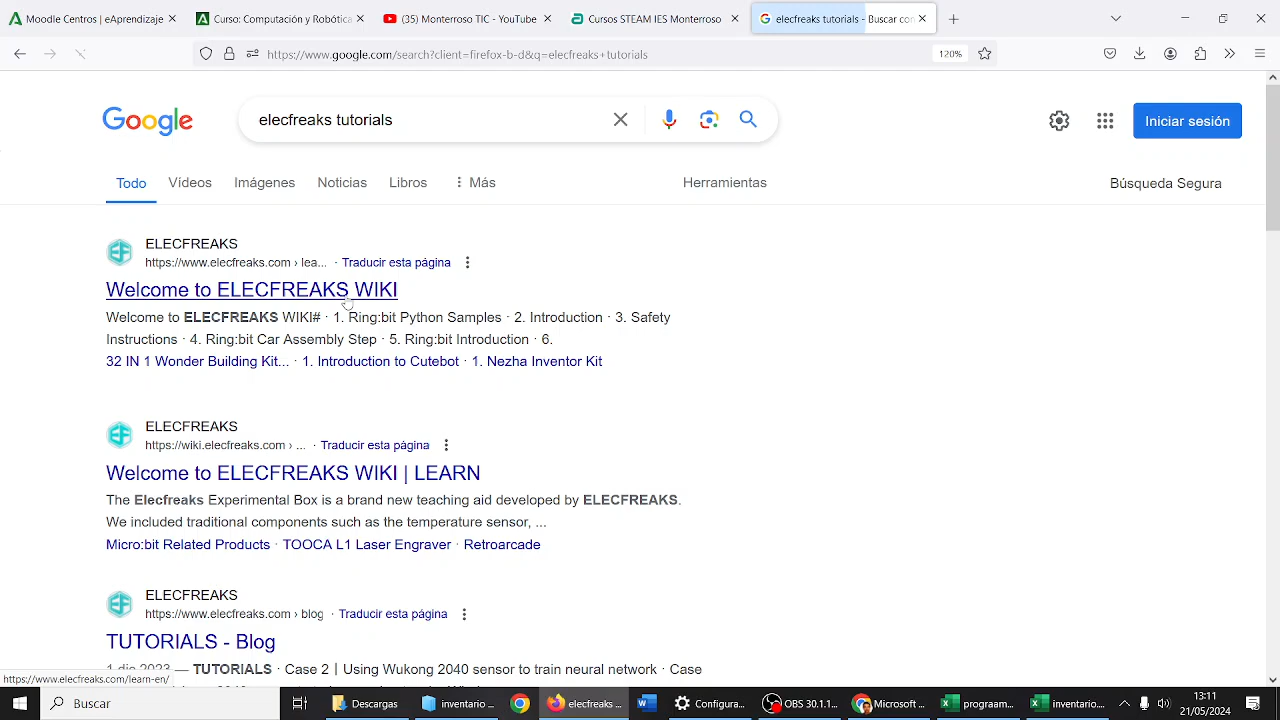 Moodle Centros | eAprendizaje
Curso: Computación y Robótica
(35) Monterroso TIC - YouTube
Cursos STEM IES Monterroso
elecfreaks tutorials - Buscar con
https://www.google.com/search?client=firefox-b-d&q=elecfreaks+tutorials
120%
Google
elecfreaks tutorials
Iniciar sesión
Todo
Vídeos
Imágenes
Noticias
Libros
Más
Herramientas
Búsqueda Segura
ELECFREAKS
https://www.elecfreaks.com › lea... · Traducir esta página
Welcome to ELECFREAKS WIKI
Welcome to ELECFREAKS WIKI# · 1. Ring:bit Python Samples · 2. Introduction · 3. Safety
Instructions · 4. Ring:bit Car Assembly Step · 5. Ring:bit Introduction · 6.
32 IN 1 Wonder Building Kit... · 1. Introduction to Cutebot · 1. Nezha Inventor Kit
ELECFREAKS
https://wiki.elecfreaks.com › ... · Traducir esta página
Welcome to ELECFREAKS WIKI | LEARN
The Elecfreaks Experimental Box is a brand new teaching aid developed by ELECFREAKS.
We included traditional components such as the temperature sensor, ...
Micro:bit Related Products · TOOCA L1 Laser Engraver · Retroarcade
ELECFREAKS
https://www.elecfreaks.com › blog · Traducir esta página
TUTORIALS - Blog
1 dic 2023 — TUTORIALS · Case 2 | Using Wukong 2040 sensor to train neural network · Case
https://www.elecfreaks.com/learn-en/
Buscar
Descargas
Inventario ...
elecfreaks...
Configura...
OBS 30.1.1...
Microsoft ...
programm...
inventario...
13:11
21/05/2024